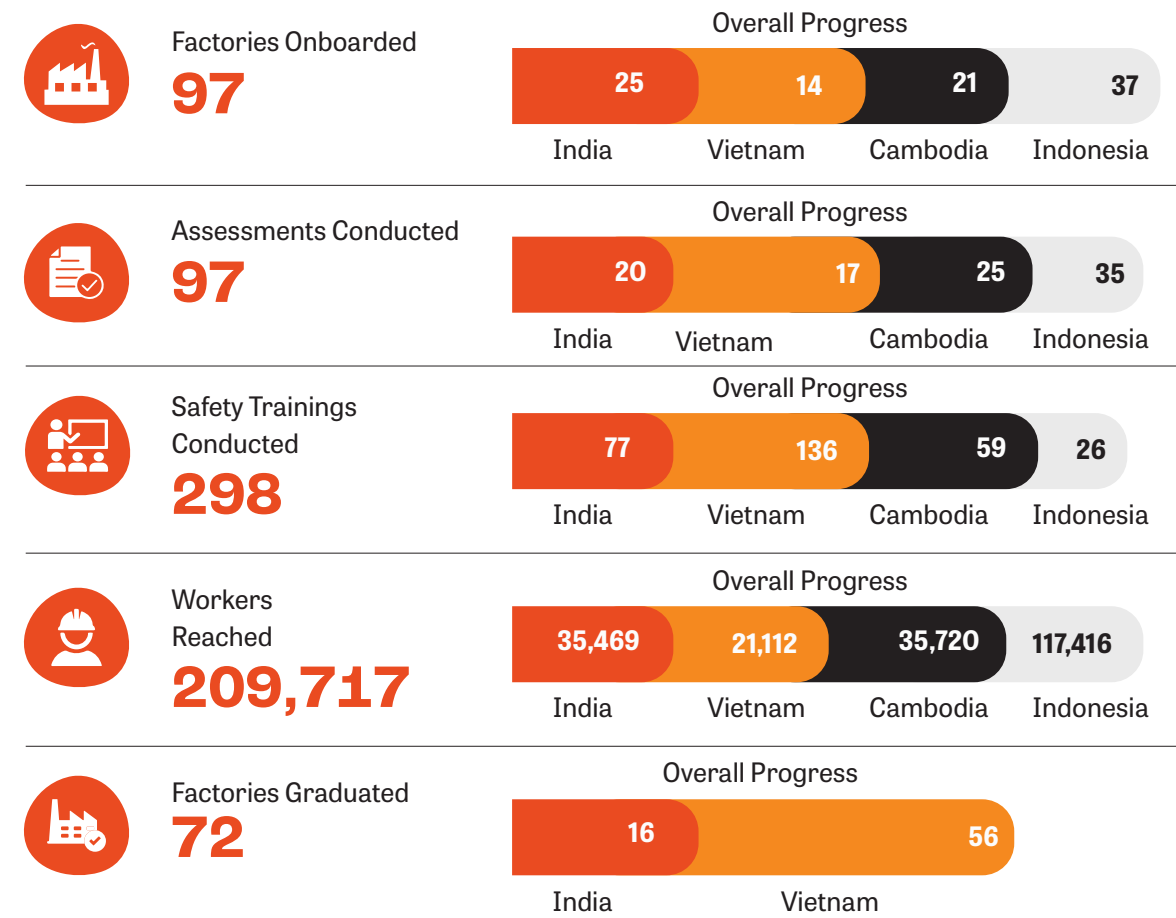 Factories Onboarded
97
Overall Progress
25 14 21 37
India Vietnam Cambodia Indonesia
Assessments Conducted
97
Overall Progress
20 17 25 35
India Vietnam Cambodia Indonesia
Safety Trainings
Conducted
298
Overall Progress
77 136 59 26
India Vietnam Cambodia Indonesia
Workers
Reached
209,717
Overall Progress
35,469 21,112 35,720 117,416
India Vietnam Cambodia Indonesia
Factories Graduated
72
Overall Progress
16 56
India Vietnam